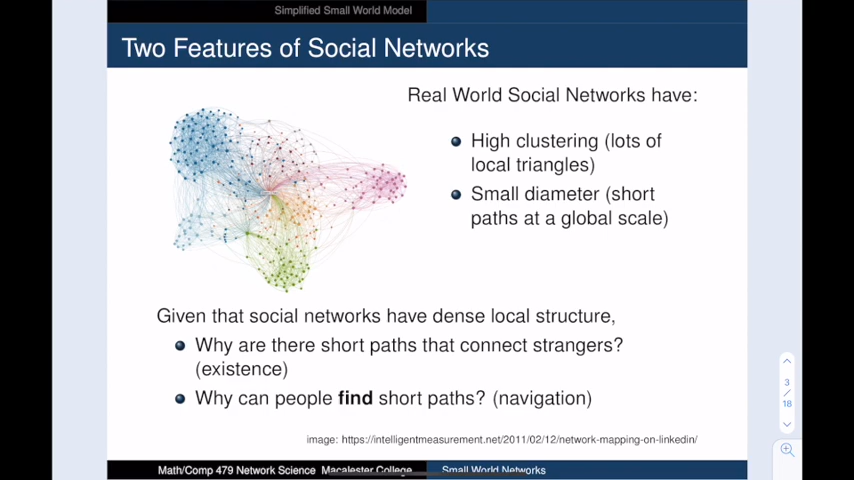 Simplified Small World Model
Two Features of Social Networks
Real World Social Networks have:
High clustering (lots of
local triangles)
Small diameter (short
paths at a global scale)
Given that social networks have dense local structure,
Why are there short paths that connect strangers?
(existence)
Why can people find short paths? (navigation)
image: https://intelligentmeasurement.net/2011/02/12/network-mapping-on-linkedin/
Math/Comp 479 Network Science Macalester College
Small World Networks
3
/
18